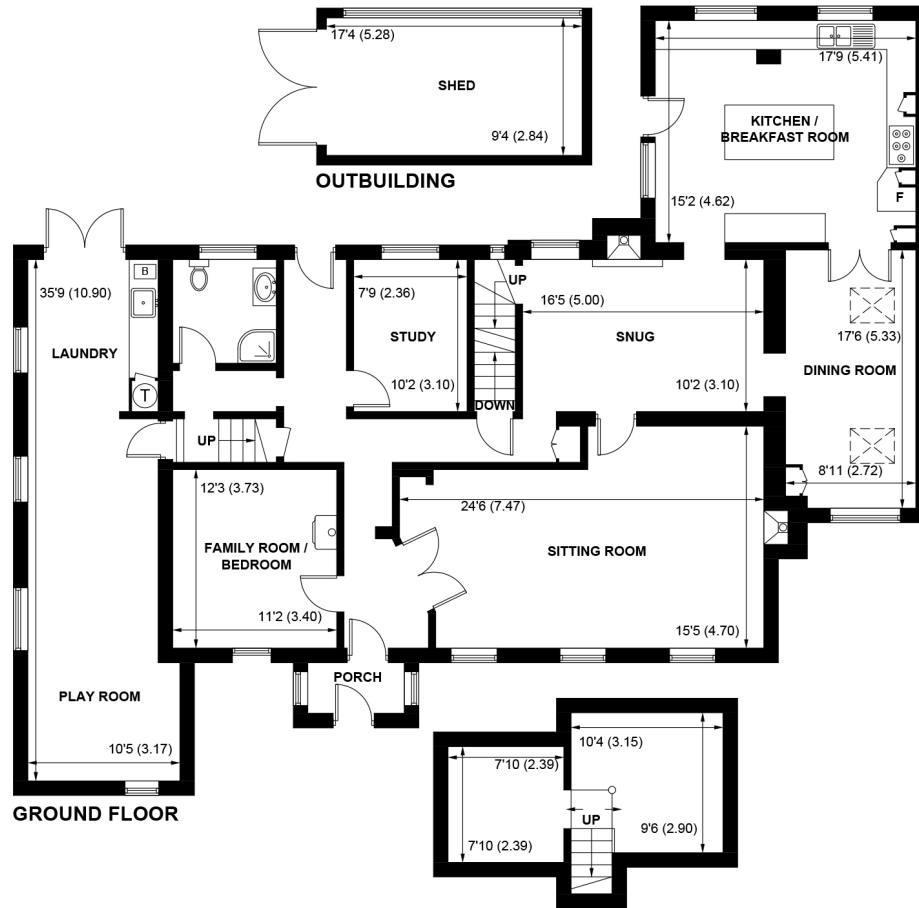 17'4 (5.28)
SHED
9'4 (2.84)
OUTBUILDING
17'9 (5.41)
KITCHEN /
BREAKFAST ROOM
15'2 (4.62)
F
35'9 (10.90)
B
LAUNDRY
T
7'9 (2.36)
STUDY
10'2 (3.10)
UP
DOWN
16'5 (5.00)
SNUG
10'2 (3.10)
17'6 (5.33)
DINING ROOM
8'11 (2.72)
UP
12'3 (3.73)
FAMILY ROOM /
BEDROOM
11'2 (3.40)
24'6 (7.47)
SITTING ROOM
15'5 (4.70)
PORCH
PLAY ROOM
10'5 (3.17)
GROUND FLOOR
7'10 (2.39)
7'10 (2.39)
10'4 (3.15)
UP
9'6 (2.90)